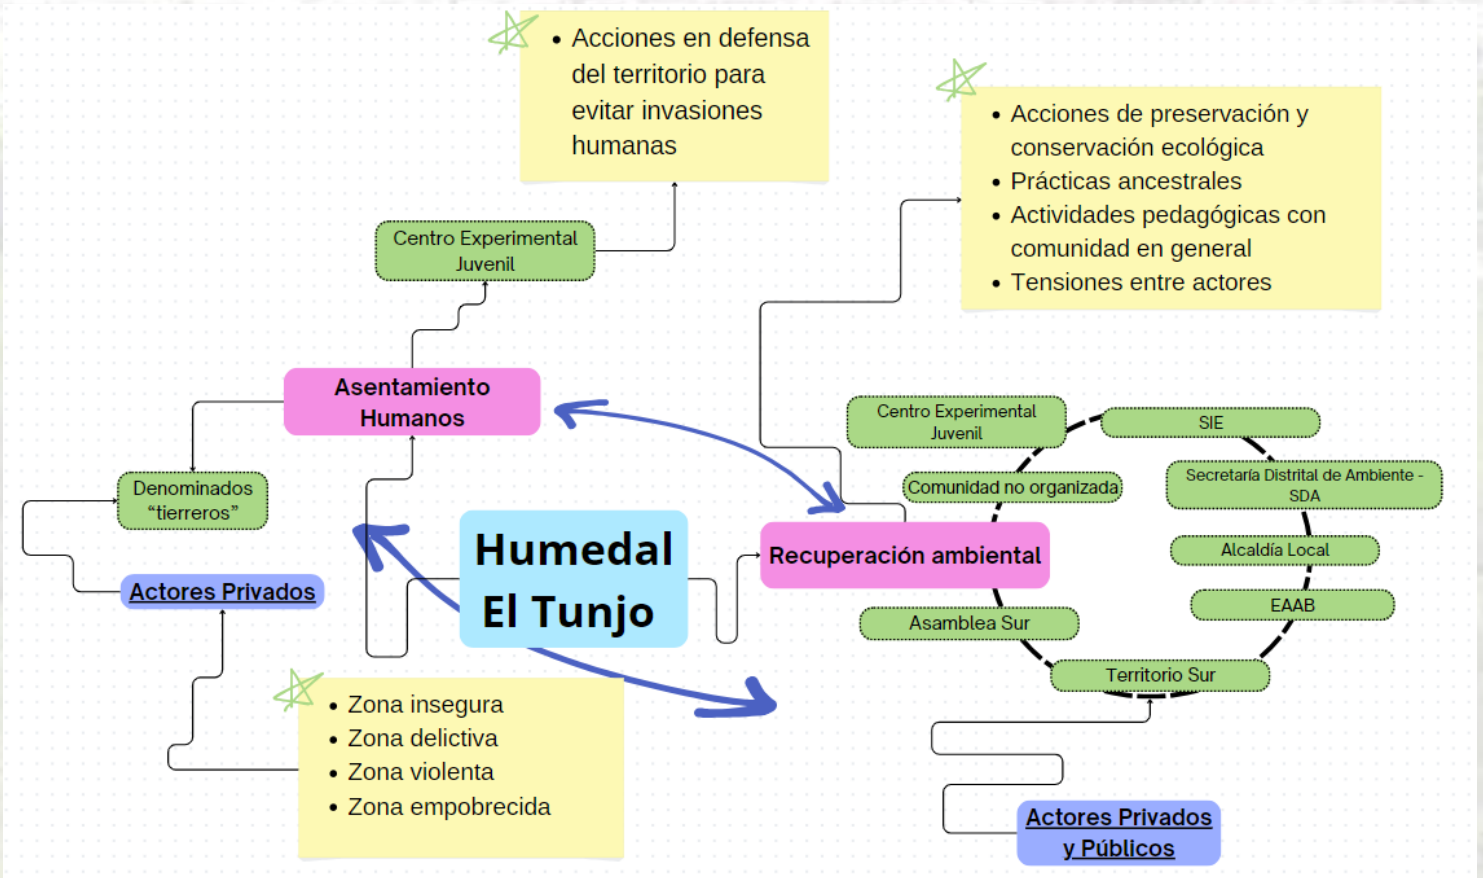 Acciones en defensa
del territorio para
evitar invasiones
humanas
Acciones de preservación y
conservación ecológica
Prácticas ancestrales
Actividades pedagógicas con
comunidad en general
Tensiones entre actores
Centro Experimental
Juvenil
Asentamiento
Humanos
Denominados
“tierreros”
Actores Privados
Humedal
El Tunjo
Recuperación ambiental
Centro Experimental
Juvenil
SIE
Comunidad no organizada
Secretaría Distrital de Ambiente -
SDA
Alcaldía Local
EAAB
Asamblea Sur
Territorio Sur
Zona insegura
Zona delictiva
Zona violenta
Zona empobrecida
Actores Privados
y Públicos